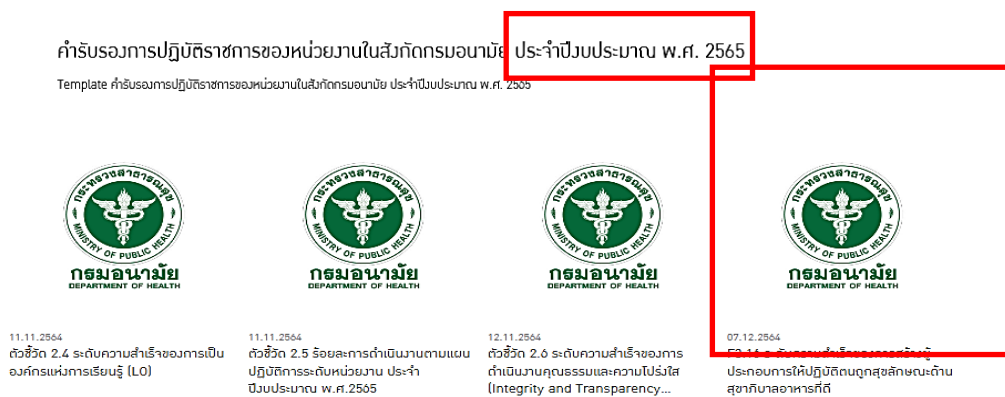 คำรับรองการปฏิบัติราชการของหน่วยงานในสังกัดกรมอนามัย ประจำปีงบประมาณ พ.ศ. 2565
Template คำรับรองการปฏิบัติราชการของหน่วยงานในสังกัดกรมอนามัย ประจำปีงบประมาณ พ.ศ. 2565
กระทรวงสาธารณสุข
MINISTRY OF PUBLIC HEALTH
กรมอนามัย
DEPARTMENT OF HEALTH
กระทรวงสาธารณสุข
MINISTRY OF PUBLIC HEALTH
กรมอนามัย
DEPARTMENT OF HEALTH
กระทรวงสาธารณสุข
MINISTRY OF PUBLIC HEALTH
กรมอนามัย
DEPARTMENT OF HEALTH
กระทรวงสาธารณสุข
MINISTRY OF PUBLIC HEALTH
กรมอนามัย
DEPARTMENT OF HEALTH
11.11.2564
ตัวชี้วัด 2.4 ระดับความสำเร็จของการเป็น
องค์กรแห่งการเรียนรู้ (LO)
11.11.2564
ตัวชี้วัด 2.5 ร้อยละการดำเนินงานตามแผน
ปฏิบัติการระดับหน่วยงาน ประจำ
ปีงบประมาณ พ.ศ.2565
12.11.2564
ตัวชี้วัด 2.6 ระดับความสำเร็จของการ
ดำเนินงานคุณธรรมและความโปร่งใส
(Integrity and Transparency...
07.12.2564
ระดับความสำเร็จของการสร้างผู้
ประกอบการให้ปฏิบัติตนถูกสุขลักษณะด้าน
สุขาภิบาลอาหารที่ดี